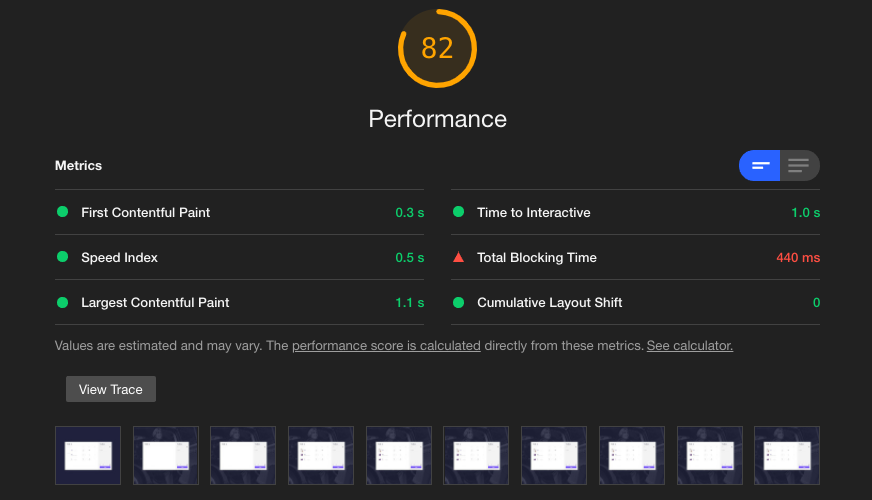 82
Performance
Metrics
First Contentful Paint 0.3 s
Time to Interactive 1.0 s
Speed Index 0.5 s
Total Blocking Time 440 ms
Largest Contentful Paint 1.1 s
Cumulative Layout Shift 0
Values are estimated and may vary. The performance score is calculated directly from these metrics. See calculator.
View Trace